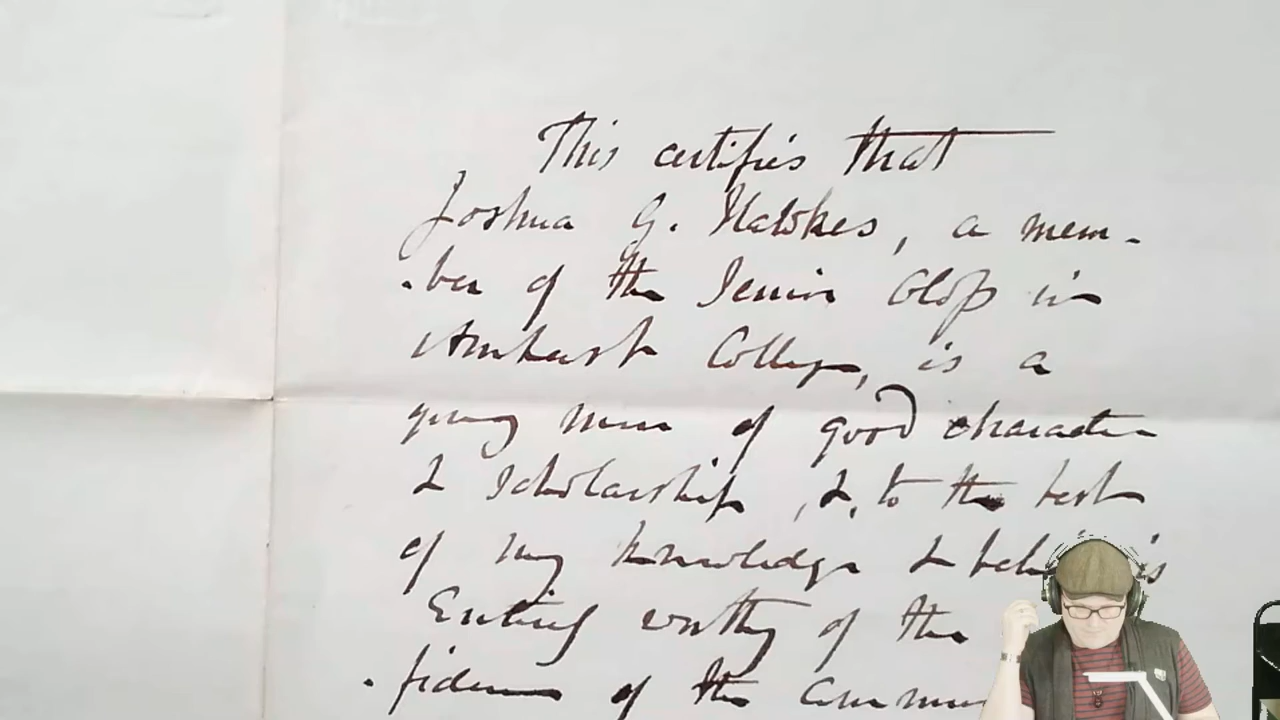 This certifies that
Joshua G. Hawkes, a mem-
-ber of the Senior Class in
Amherst College, is a
young man of good character
& Scholarship, &, to the best
of my knowledge & belief is
Entirely worthy of the
-fidence of the